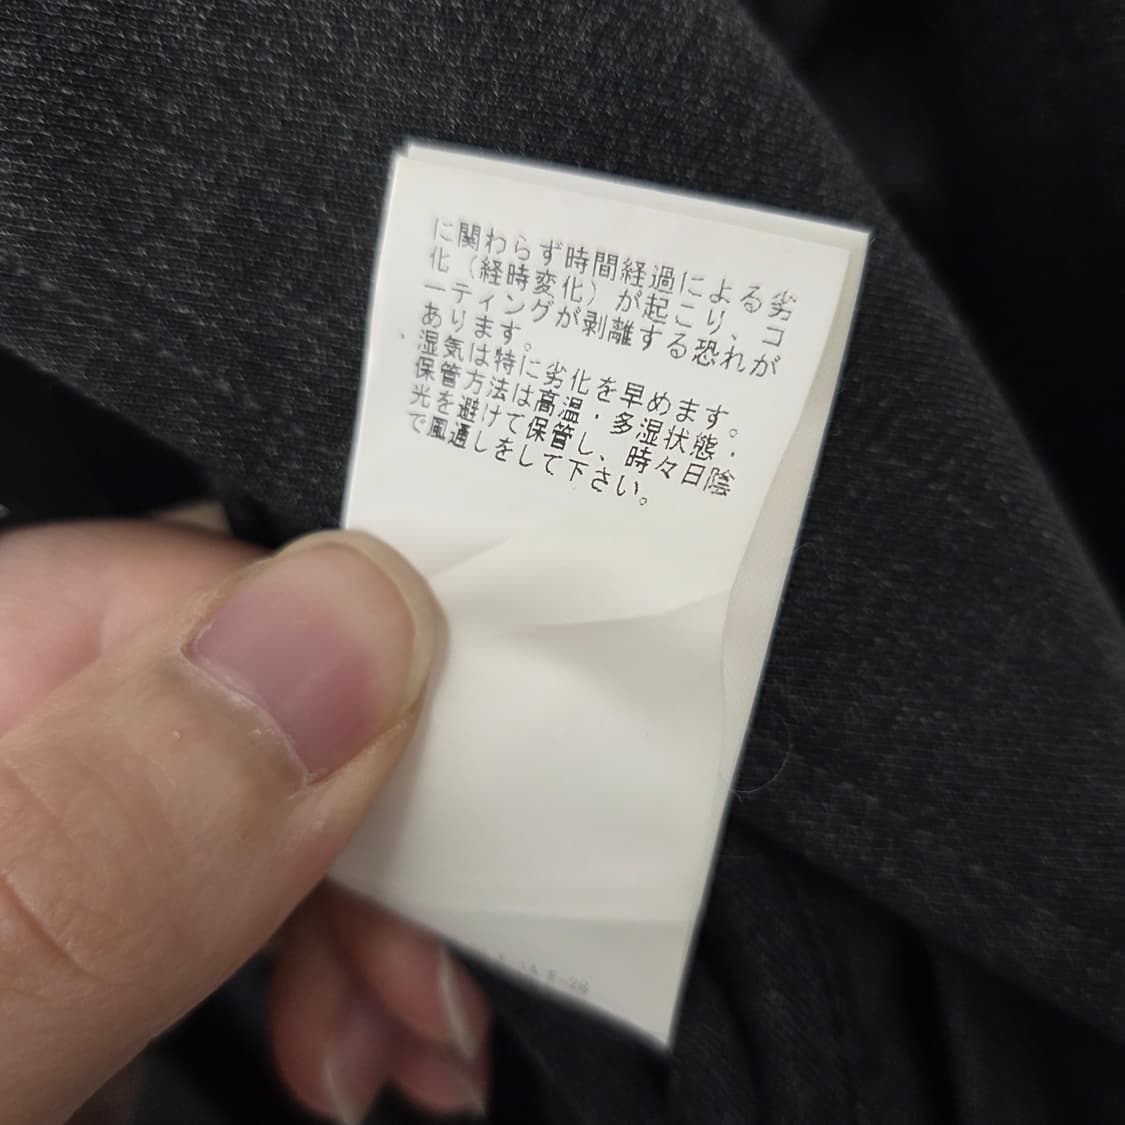 に関わらず時間経過による劣
化（経時変化）が起こり、コ
ーティングが剥離する恐れが
あります。
・湿気は特に劣化を早めます。
保管方法は高温・多湿状態・
光を避けて保管し、時々日陰
で風通しをして下さい。